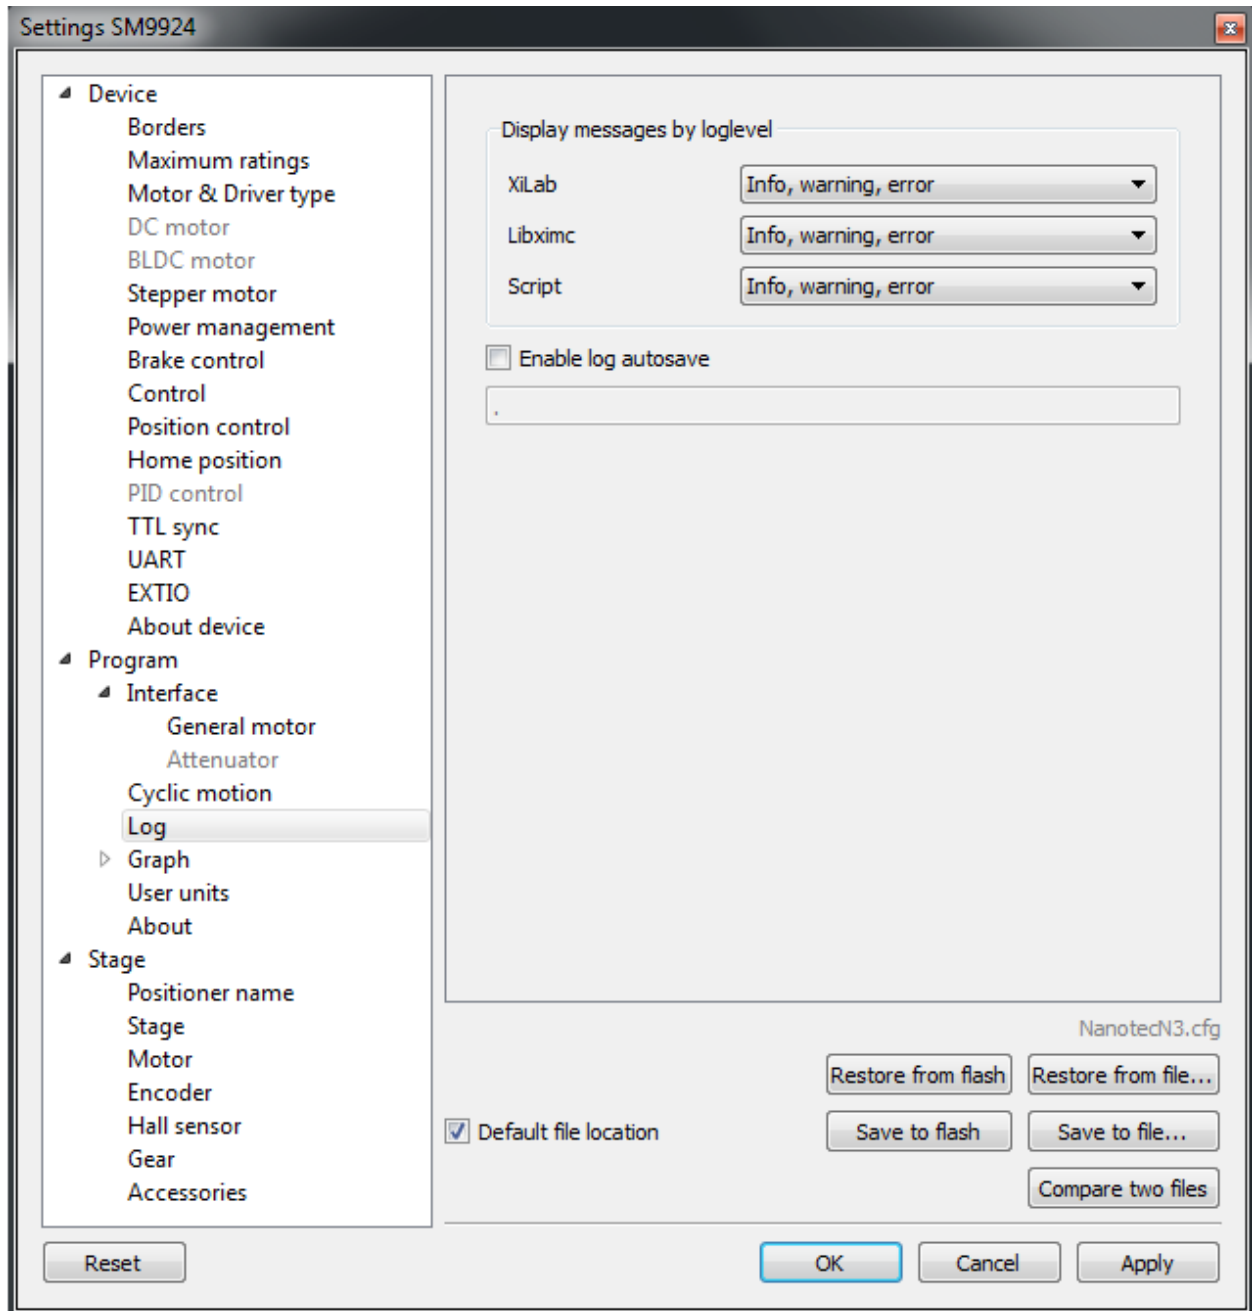 Settings SM9924
Device
Borders
Maximum ratings
Motor & Driver type
DC motor
BLDC motor
Stepper motor
Power management
Brake control
Control
Position control
Home position
PID control
TTL sync
UART
EXTIO
About device
Program
Interface
General motor
Attenuator
Cyclic motion
Log
Graph
User units
About
Stage
Positioner name
Stage
Motor
Encoder
Hall sensor
Gear
Accessories
Display messages by loglevel
XiLab Info, warning, error
Libximc Info, warning, error
Script Info, warning, error
Enable log autosave
.
NanotecN3.cfg
Restore from flash Restore from file...
Default file location Save to flash Save to file...
Compare two files
Reset OK Cancel Apply